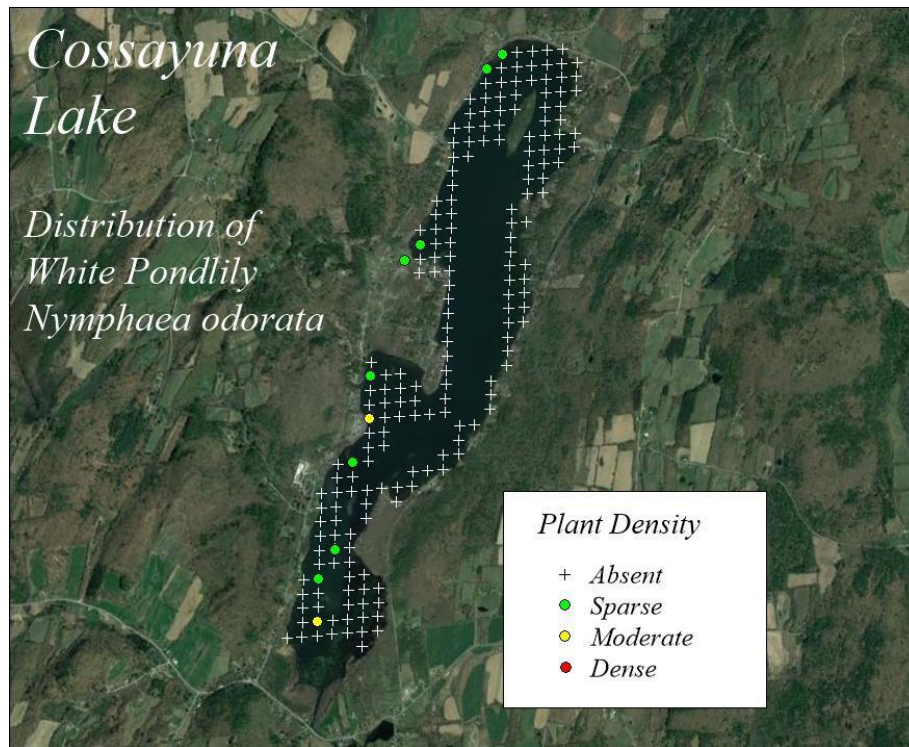 Cossayuna
Lake
Distribution of
White Pondlily
Nymphaea odorata
Plant Density
Absent
Sparse
Moderate
Dense